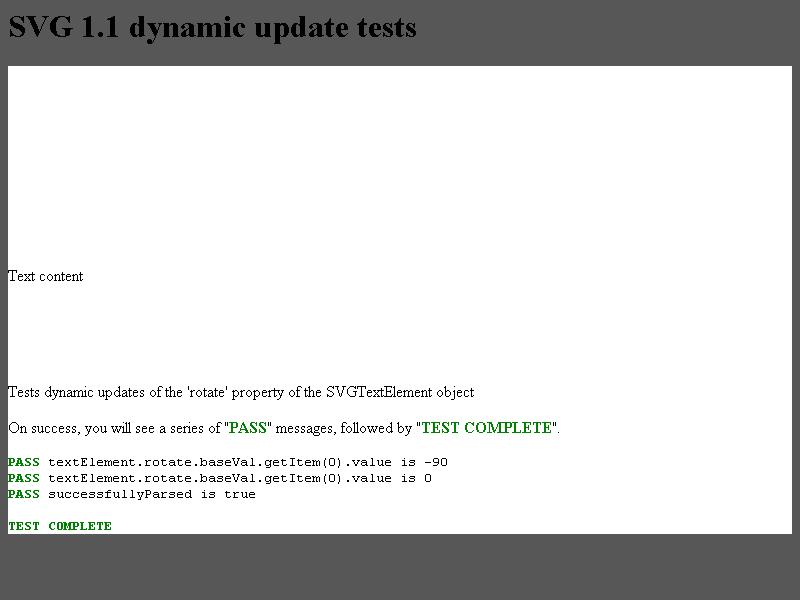 SVG 1.1 dynamic update tests
Text content
Tests dynamic updates of the 'rotate' property of the SVGTextElement object
On success, you will see a series of "PASS" messages, followed by "TEST COMPLETE".
PASS textElement.rotate.baseVal.getItem(0).value is -90
PASS textElement.rotate.baseVal.getItem(0).value is 0
PASS successfullyParsed is true
TEST COMPLETE